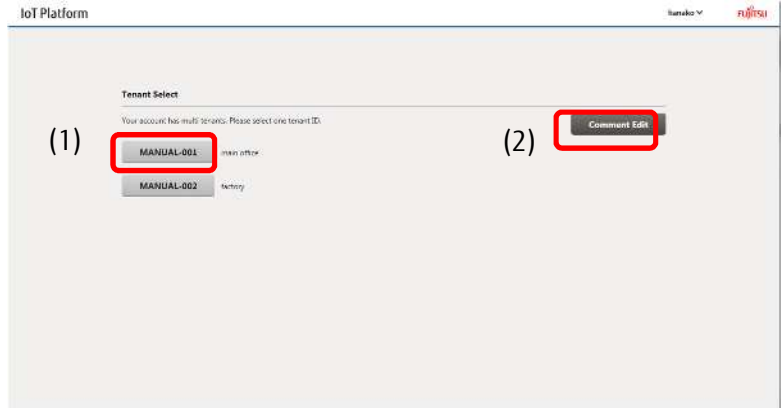 IoT Platform
hanako
FUJITSU
Tenant Select
Your account has multi tenants. Please select one tenant ID.
Comment Edit
(1)
(2)
MANUAL-001 main office
MANUAL-002 factory